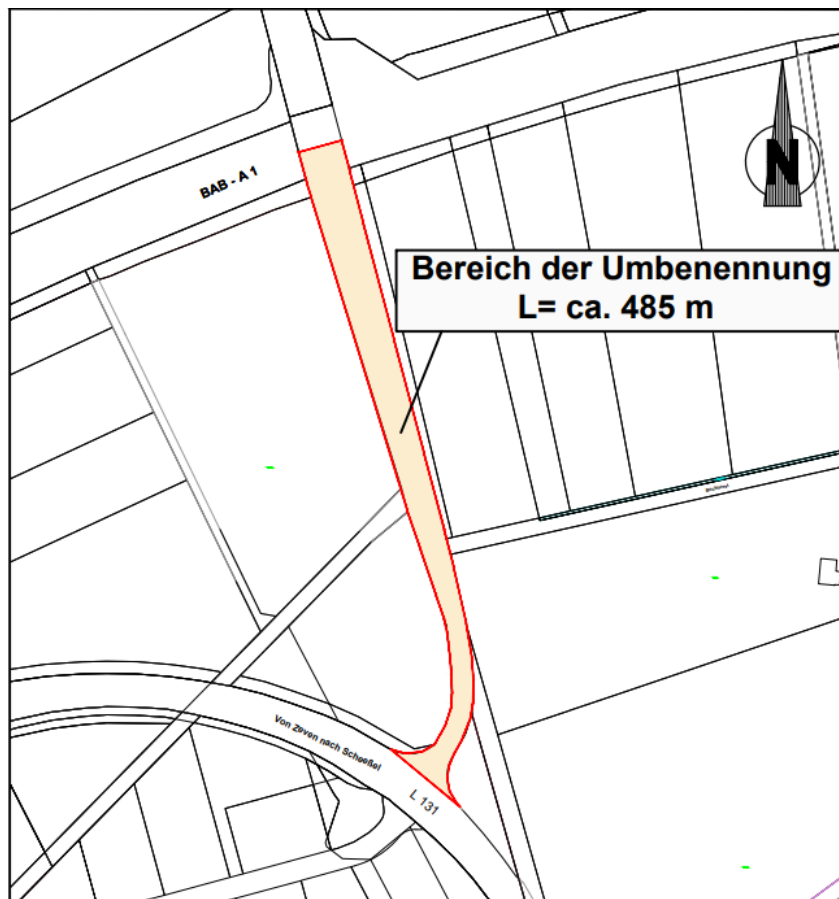 BAB - A 1
N
Bereich der Umbenennung
L= ca. 485 m
Von Zeven nach Scheeßel
L 131